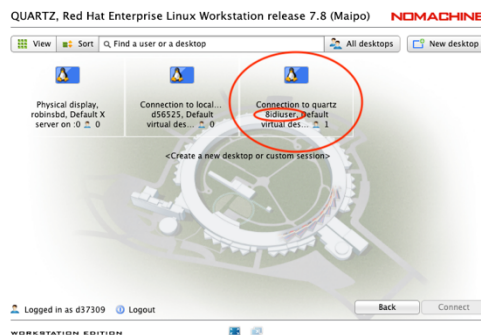 QUARTZ, Red Hat Enterprise Linux Workstation release 7.8 (Maipo)
NOMACHINE
View
Sort
Find a user or a desktop
All desktops
New desktop
Physical display,
robinsbd, Default X
server on :0 0
Connection to local...
d56525, Default
virtual des... 0
Connection to quartz
8idiuser, Default
virtual des... 1
<Create a new desktop or custom session>
Logged in as d37309
Logout
Back
Connect
WORKSTATION EDITION